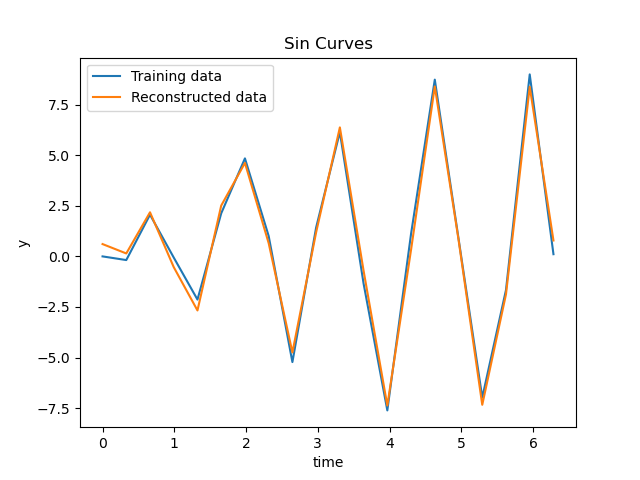 Sin Curves
Training data
Reconstructed data
y
7.5
5.0
2.5
0.0
−2.5
−5.0
−7.5
0 1 2 3 4 5 6
time